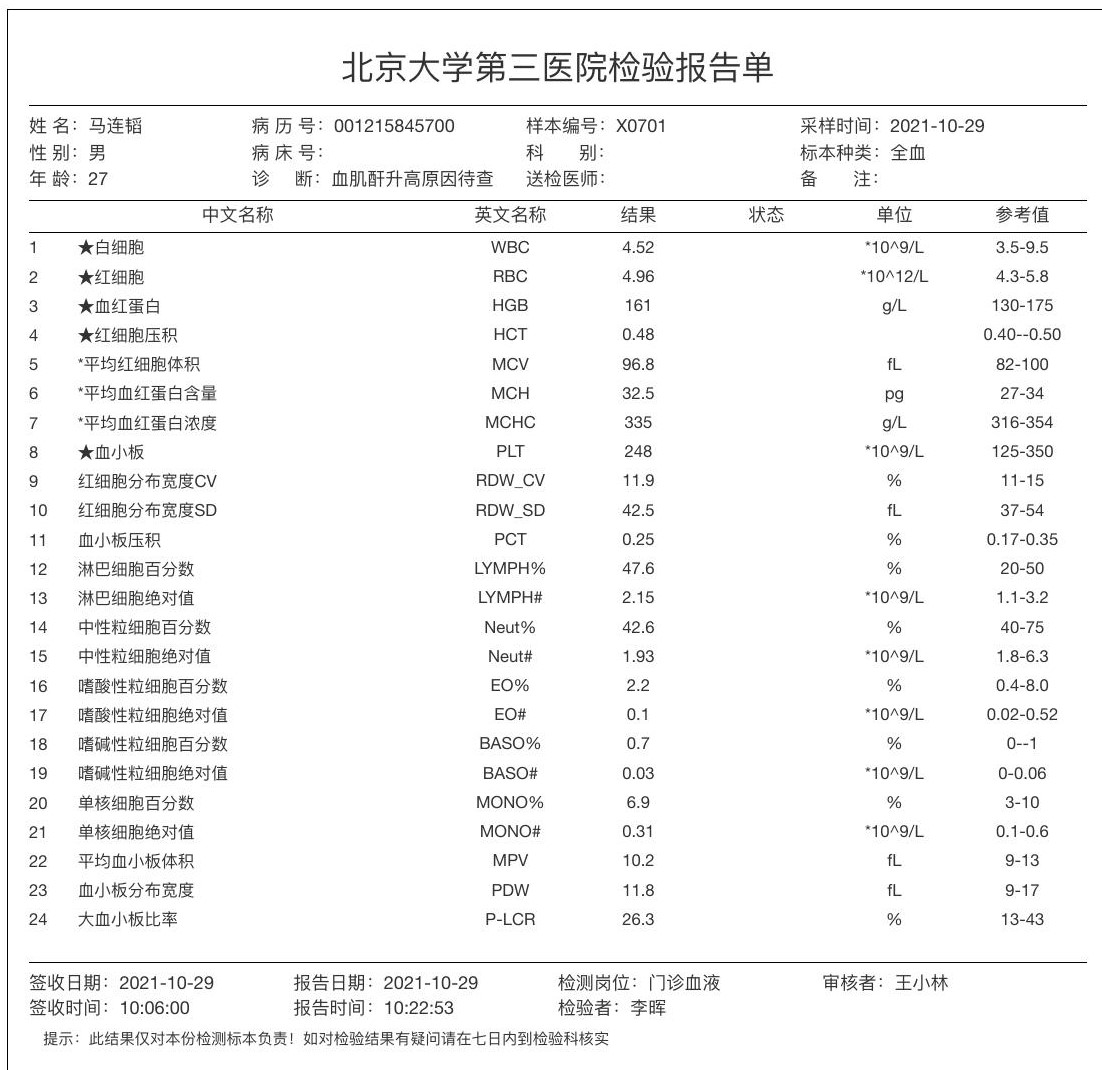 北京大学第三医院检验报告单
姓 名：马连韬 病 历 号：001215845700 样本编号：X0701 采样时间：2021-10-29
性 别：男 病 床 号： 科 别： 标本种类：全血
年 龄：27 诊 断：血肌酐升高原因待查 送检医师： 备 注：
中文名称 英文名称 结果 状态 单位 参考值
1 ★白细胞 WBC 4.52 *10^9/L 3.5-9.5
2 ★红细胞 RBC 4.96 *10^12/L 4.3-5.8
3 ★血红蛋白 HGB 161 g/L 130-175
4 ★红细胞压积 HCT 0.48 0.40--0.50
5 *平均红细胞体积 MCV 96.8 fL 82-100
6 *平均血红蛋白含量 MCH 32.5 pg 27-34
7 *平均血红蛋白浓度 MCHC 335 g/L 316-354
8 ★血小板 PLT 248 *10^9/L 125-350
9 红细胞分布宽度CV RDW_CV 11.9 % 11-15
10 红细胞分布宽度SD RDW_SD 42.5 fL 37-54
11 血小板压积 PCT 0.25 % 0.17-0.35
12 淋巴细胞百分数 LYMPH% 47.6 % 20-50
13 淋巴细胞绝对值 LYMPH# 2.15 *10^9/L 1.1-3.2
14 中性粒细胞百分数 Neut% 42.6 % 40-75
15 中性粒细胞绝对值 Neut# 1.93 *10^9/L 1.8-6.3
16 嗜酸性粒细胞百分数 EO% 2.2 % 0.4-8.0
17 嗜酸性粒细胞绝对值 EO# 0.1 *10^9/L 0.02-0.52
18 嗜碱性粒细胞百分数 BASO% 0.7 % 0--1
19 嗜碱性粒细胞绝对值 BASO# 0.03 *10^9/L 0-0.06
20 单核细胞百分数 MONO% 6.9 % 3-10
21 单核细胞绝对值 MONO# 0.31 *10^9/L 0.1-0.6
22 平均血小板体积 MPV 10.2 fL 9-13
23 血小板分布宽度 PDW 11.8 fL 9-17
24 大血小板比率 P-LCR 26.3 % 13-43
签收日期：2021-10-29 报告日期：2021-10-29 检测岗位：门诊血液 审核者：王小林
签收时间：10:06:00 报告时间：10:22:53 检验者：李晖
提示：此结果仅对本份检测标本负责！如对检验结果有疑问请在七日内到检验科核实